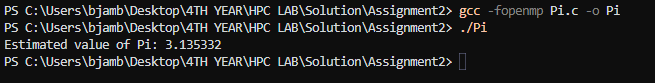 PS C:\Users\bjamb\Desktop\4TH YEAR\HPC LAB\Solution\Assignment2> gcc -fopenmp Pi.c -o Pi
PS C:\Users\bjamb\Desktop\4TH YEAR\HPC LAB\Solution\Assignment2> ./Pi
Estimated value of Pi: 3.135332
PS C:\Users\bjamb\Desktop\4TH YEAR\HPC LAB\Solution\Assignment2>